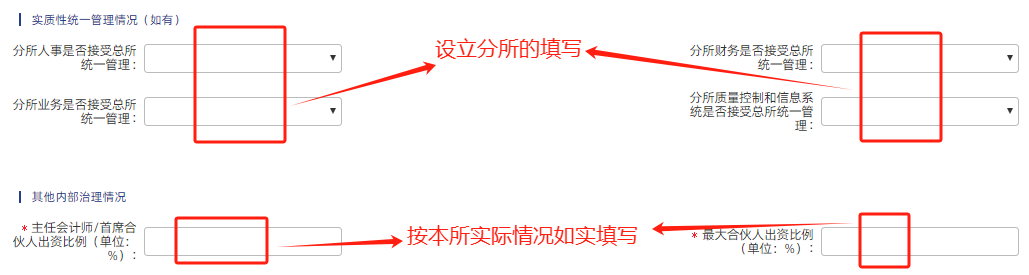 实质性统一管理情况（如有）
分所人事是否接受总所
统一管理：
设立分所的填写
分所财务是否接受总所
统一管理：
分所业务是否接受总所
统一管理：
分所质量控制和信息系
统是否接受总所统一管
理：
其他内部治理情况
* 主任会计师/首席合
伙人出资比例（单位：
%）：
按本所实际情况如实填写
* 最大合伙人出资比例
（单位：%）：